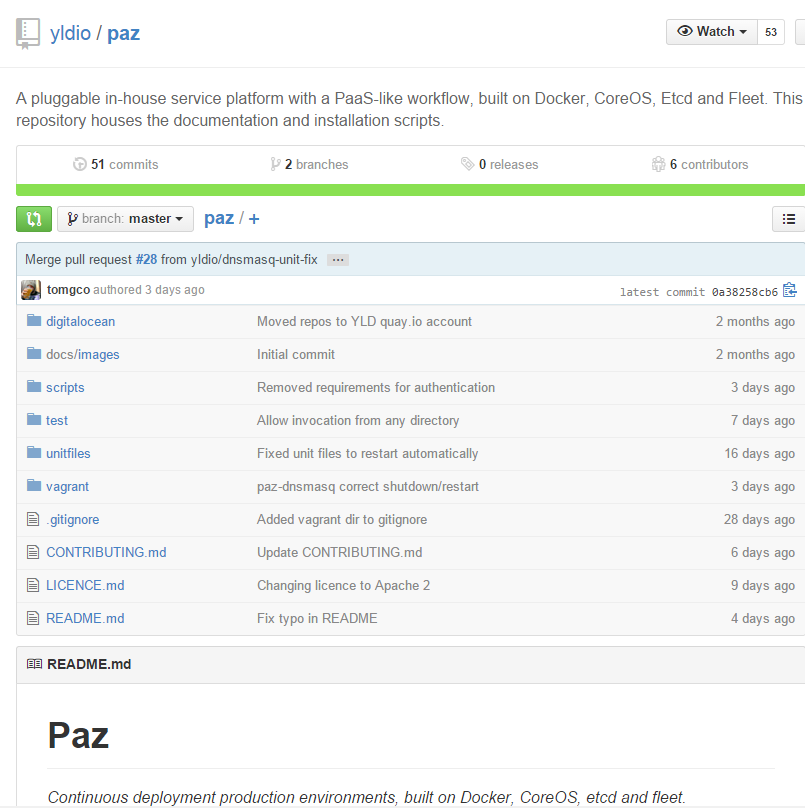 yldio / paz
Watch 53
A pluggable in-house service platform with a PaaS-like workflow, built on Docker, CoreOS, Etcd and Fleet. This
repository houses the documentation and installation scripts.
51 commits 2 branches 0 releases 6 contributors
branch: master paz / +
Merge pull request #28 from yldio/dnsmasq-unit-fix ...
tomgco authored 3 days ago latest commit 0a38258cb6
digitalocean Moved repos to YLD quay.io account 2 months ago
docs/images Initial commit 2 months ago
scripts Removed requirements for authentication 3 days ago
test Allow invocation from any directory 7 days ago
unitfiles Fixed unit files to restart automatically 16 days ago
vagrant paz-dnsmasq correct shutdown/restart 3 days ago
.gitignore Added vagrant dir to gitignore 28 days ago
CONTRIBUTING.md Update CONTRIBUTING.md 6 days ago
LICENCE.md Changing licence to Apache 2 9 days ago
README.md Fix typo in README 4 days ago
README.md
Paz
Continuous deployment production environments, built on Docker, CoreOS, etcd and fleet.